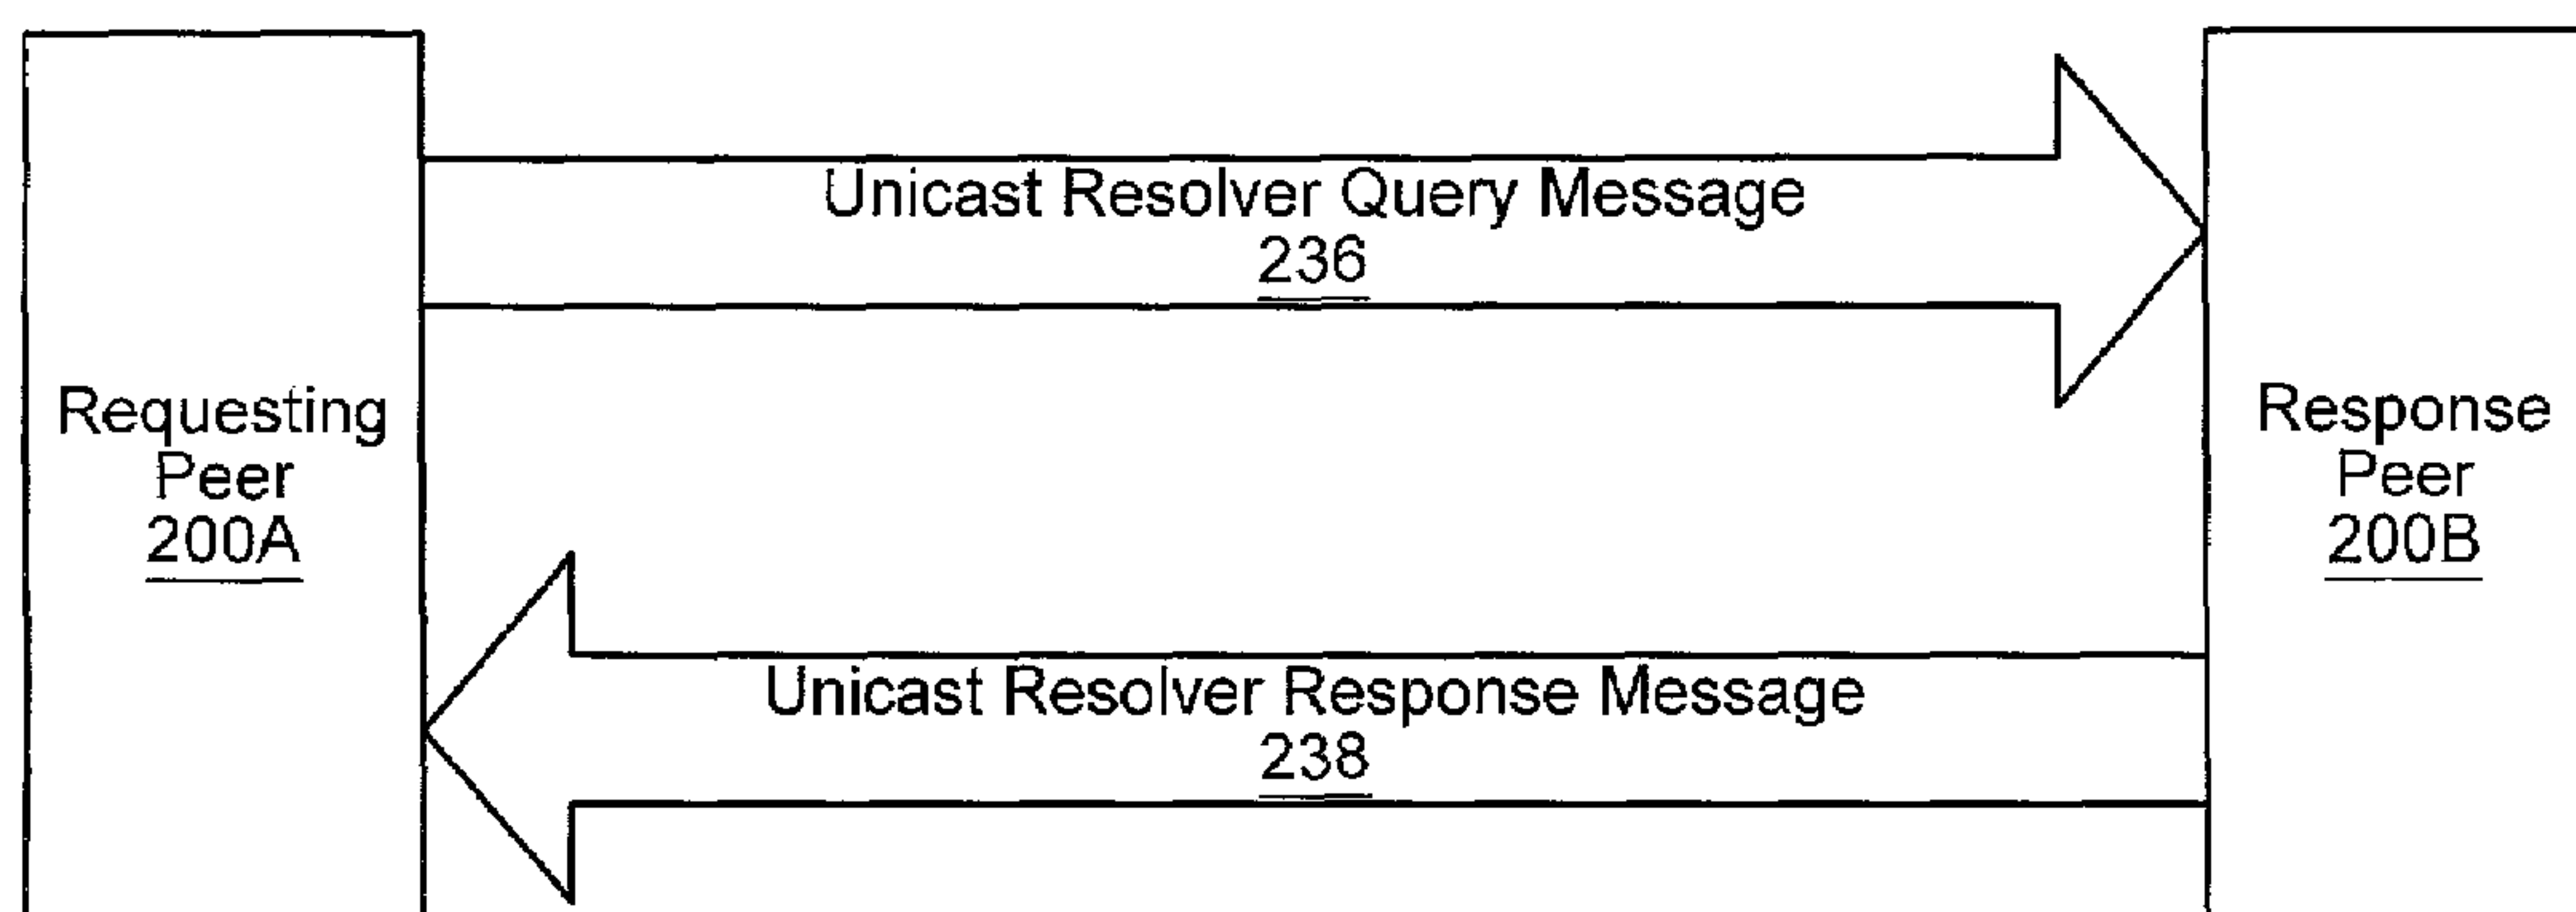 Unicast Resolver Query Message
236
Requesting
Peer
200A
Response
Peer
200B
Unicast Resolver Response Message
238